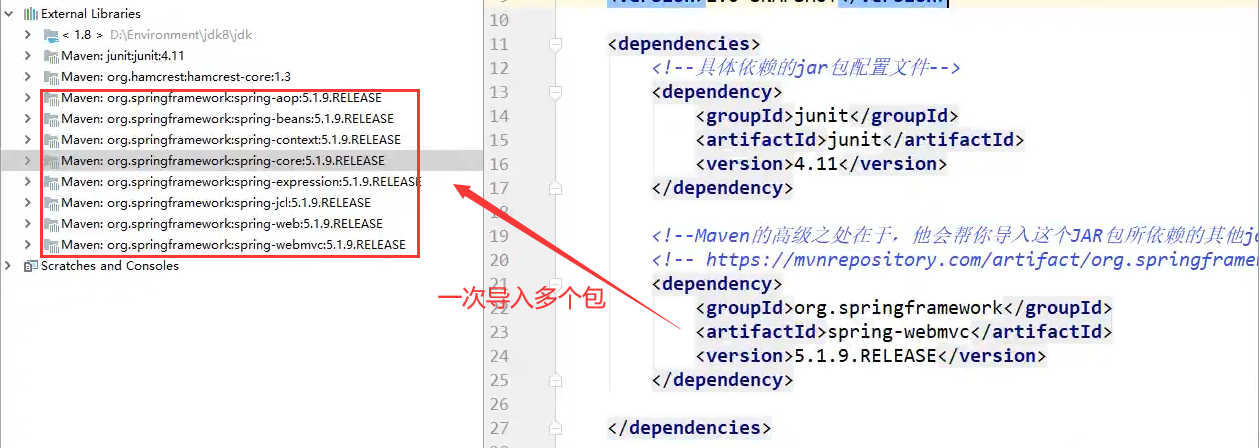 External Libraries
< 1.8 > D:\Environment\jdk8\jdk
Maven: junit:junit:4.11
Maven: org.hamcrest:hamcrest-core:1.3
Maven: org.springframework:spring-aop:5.1.9.RELEASE
Maven: org.springframework:spring-beans:5.1.9.RELEASE
Maven: org.springframework:spring-context:5.1.9.RELEASE
Maven: org.springframework:spring-core:5.1.9.RELEASE
Maven: org.springframework:spring-expression:5.1.9.RELEASE
Maven: org.springframework:spring-jcl:5.1.9.RELEASE
Maven: org.springframework:spring-web:5.1.9.RELEASE
Maven: org.springframework:spring-webmvc:5.1.9.RELEASE
Scratches and Consoles
一次导入多个包
10
11 <dependencies>
12 <!--具体依赖的jar包配置文件-->
13 <dependency>
14 <groupId>junit</groupId>
15 <artifactId>junit</artifactId>
16 <version>4.11</version>
17 </dependency>
18
19 <!--Maven的高级之处在于，他会帮你导入这个JAR包所依赖的其他
20 <!-- https://mvnrepository.com/artifact/org.springframew
21 <dependency>
22 <groupId>org.springframework</groupId>
23 <artifactId>spring-webmvc</artifactId>
24 <version>5.1.9.RELEASE</version>
25 </dependency>
26
27 </dependencies>